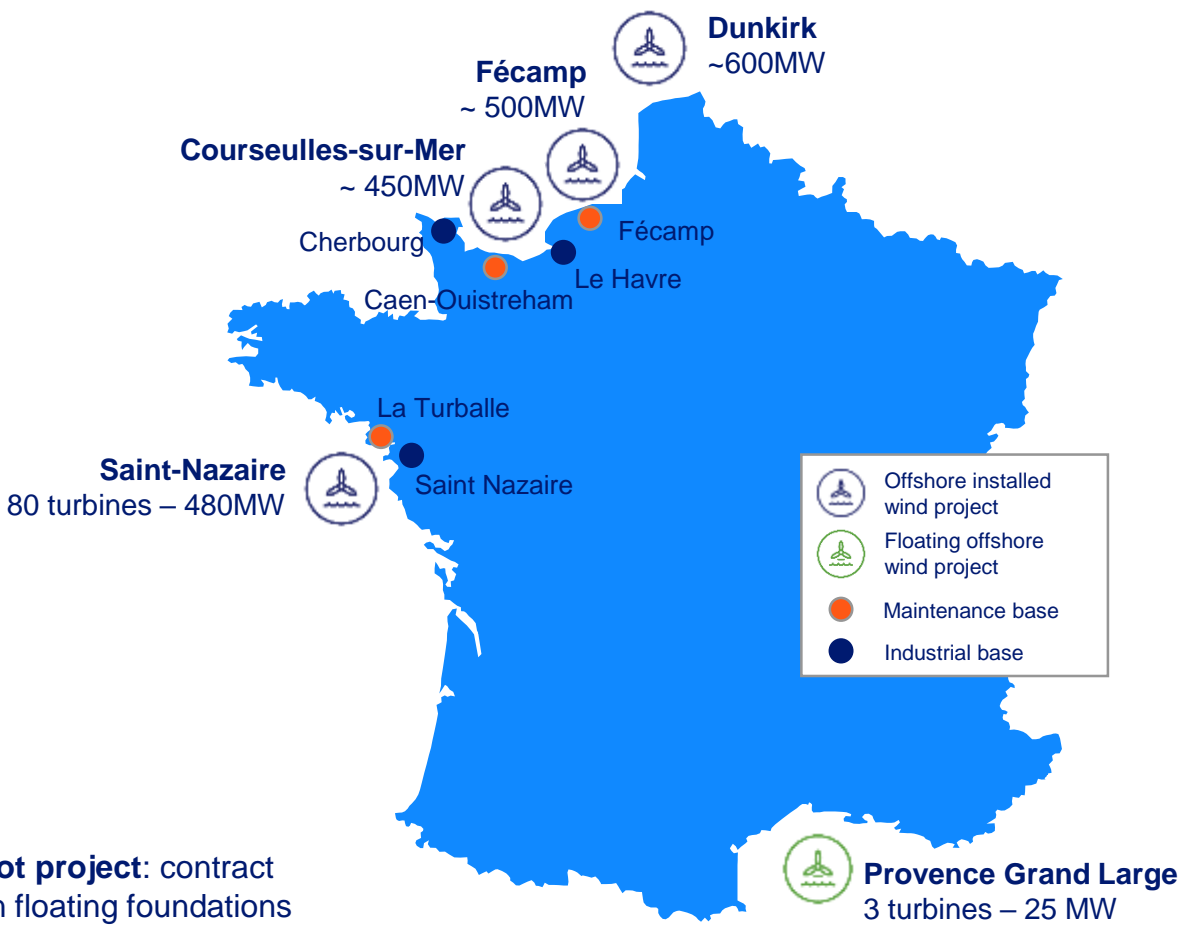 Dunkirk
~600MW
Fécamp
~ 500MW
Courseulles-sur-Mer
~ 450MW
Cherbourg
Fécamp
Le Havre
Caen-Ouistreham
La Turballe
Saint-Nazaire
80 turbines – 480MW
Saint Nazaire
Offshore installed
wind project
Floating offshore
wind project
Maintenance base
Industrial base
ot project: contract
floating foundations
Provence Grand Large
3 turbines – 25 MW